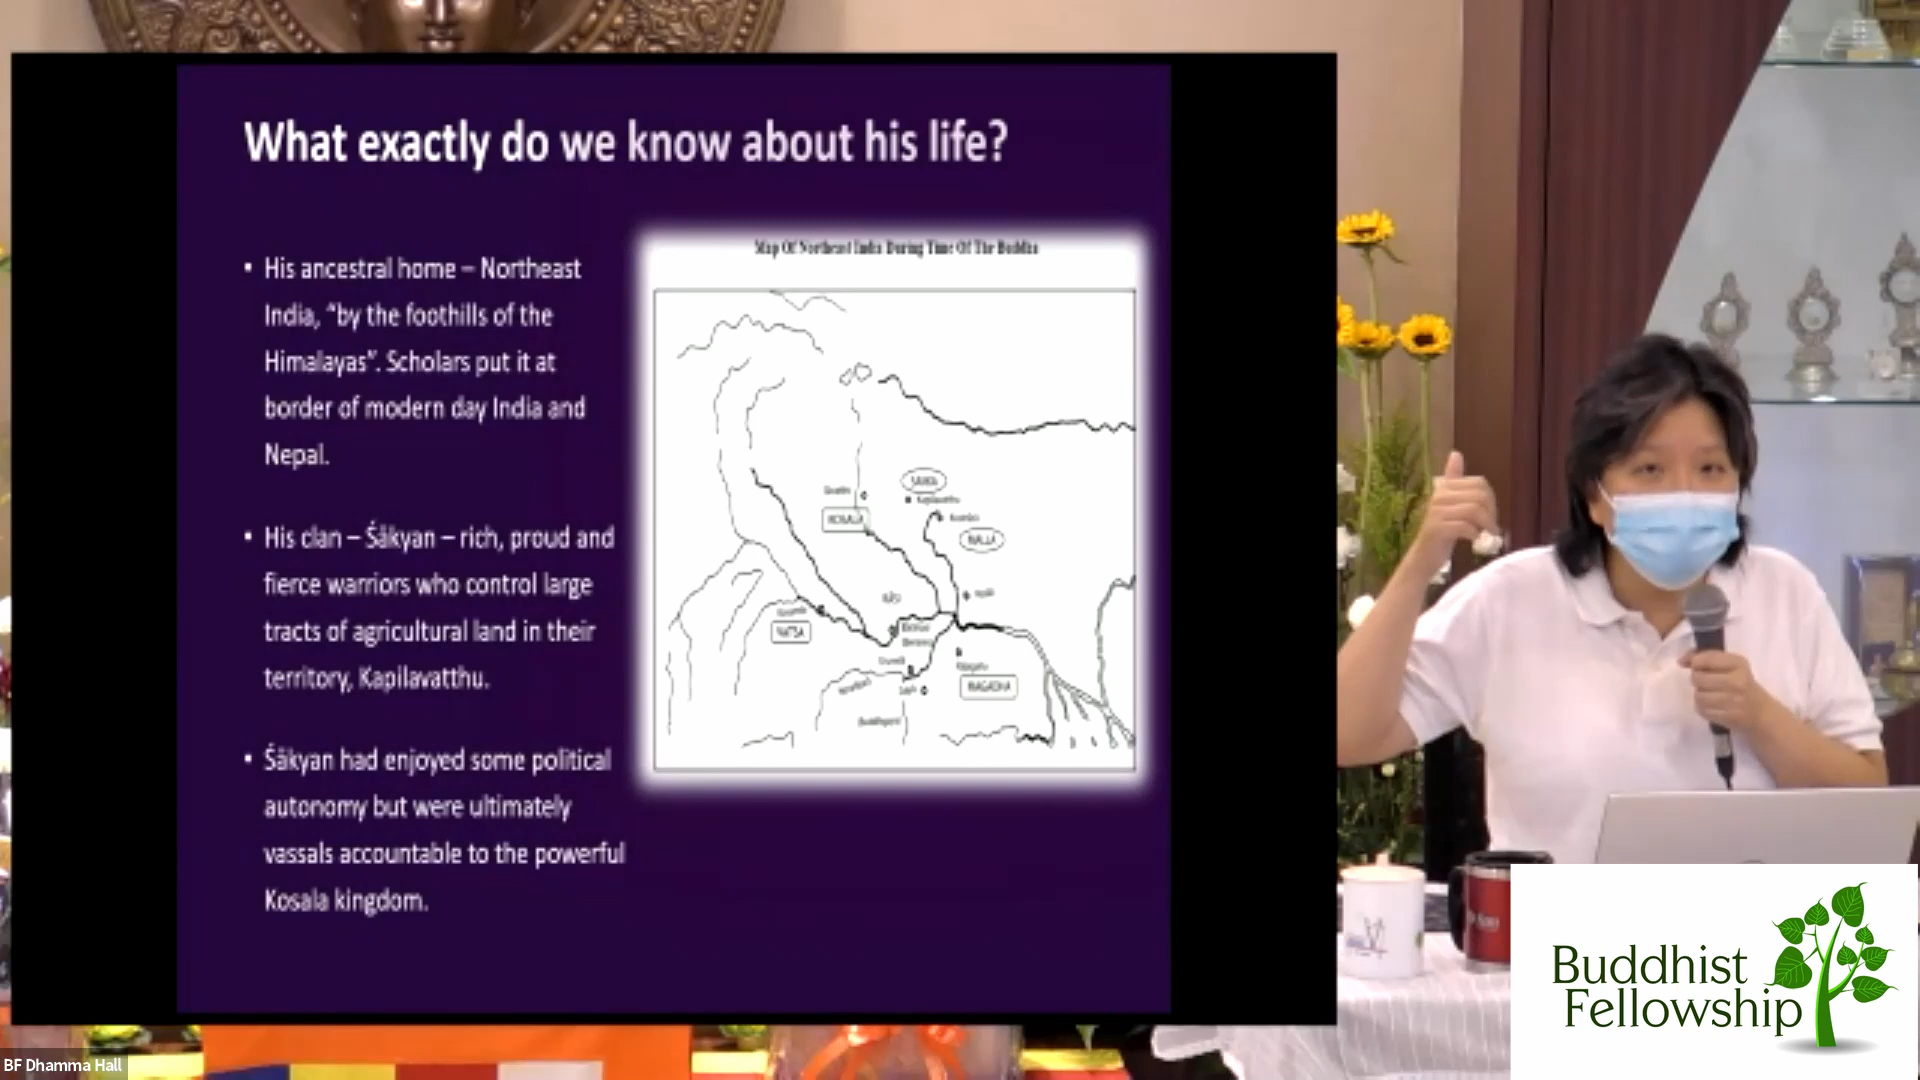 What exactly do we know about his life?
• His ancestral home – Northeast
India, “by the foothills of the
Himalayas”. Scholars put it at
border of modern day India and
Nepal.
• His clan – Śākyan – rich, proud and
fierce warriors who control large
tracts of agricultural land in their
territory, Kapilavatthu.
• Śākyan had enjoyed some political
autonomy but were ultimately
vassals accountable to the powerful
Kosala kingdom.
Map Of Northeast India During Time Of The Buddha
Kapilavatthu
KOSALA
MALLA
VATSA
MAGADHA
Buddhist
Fellowship
BF Dhamma Hall